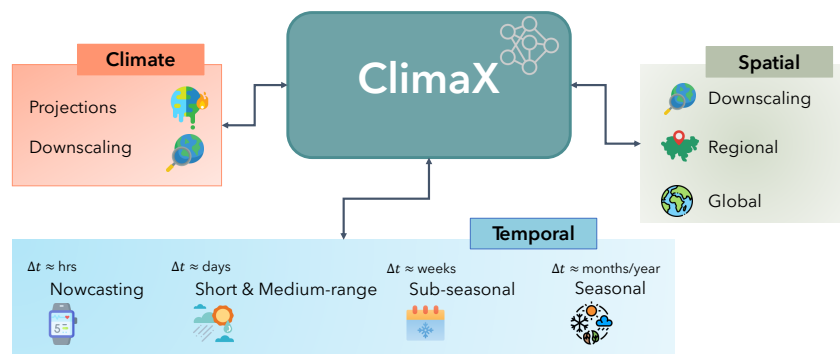 ClimaX
Climate
Projections
Downscaling
Spatial
Downscaling
Regional
Global
Temporal
Δt ≈ hrs
Nowcasting
Δt ≈ days
Short & Medium-range
Δt ≈ weeks
Sub-seasonal
Δt ≈ months/year
Seasonal
5